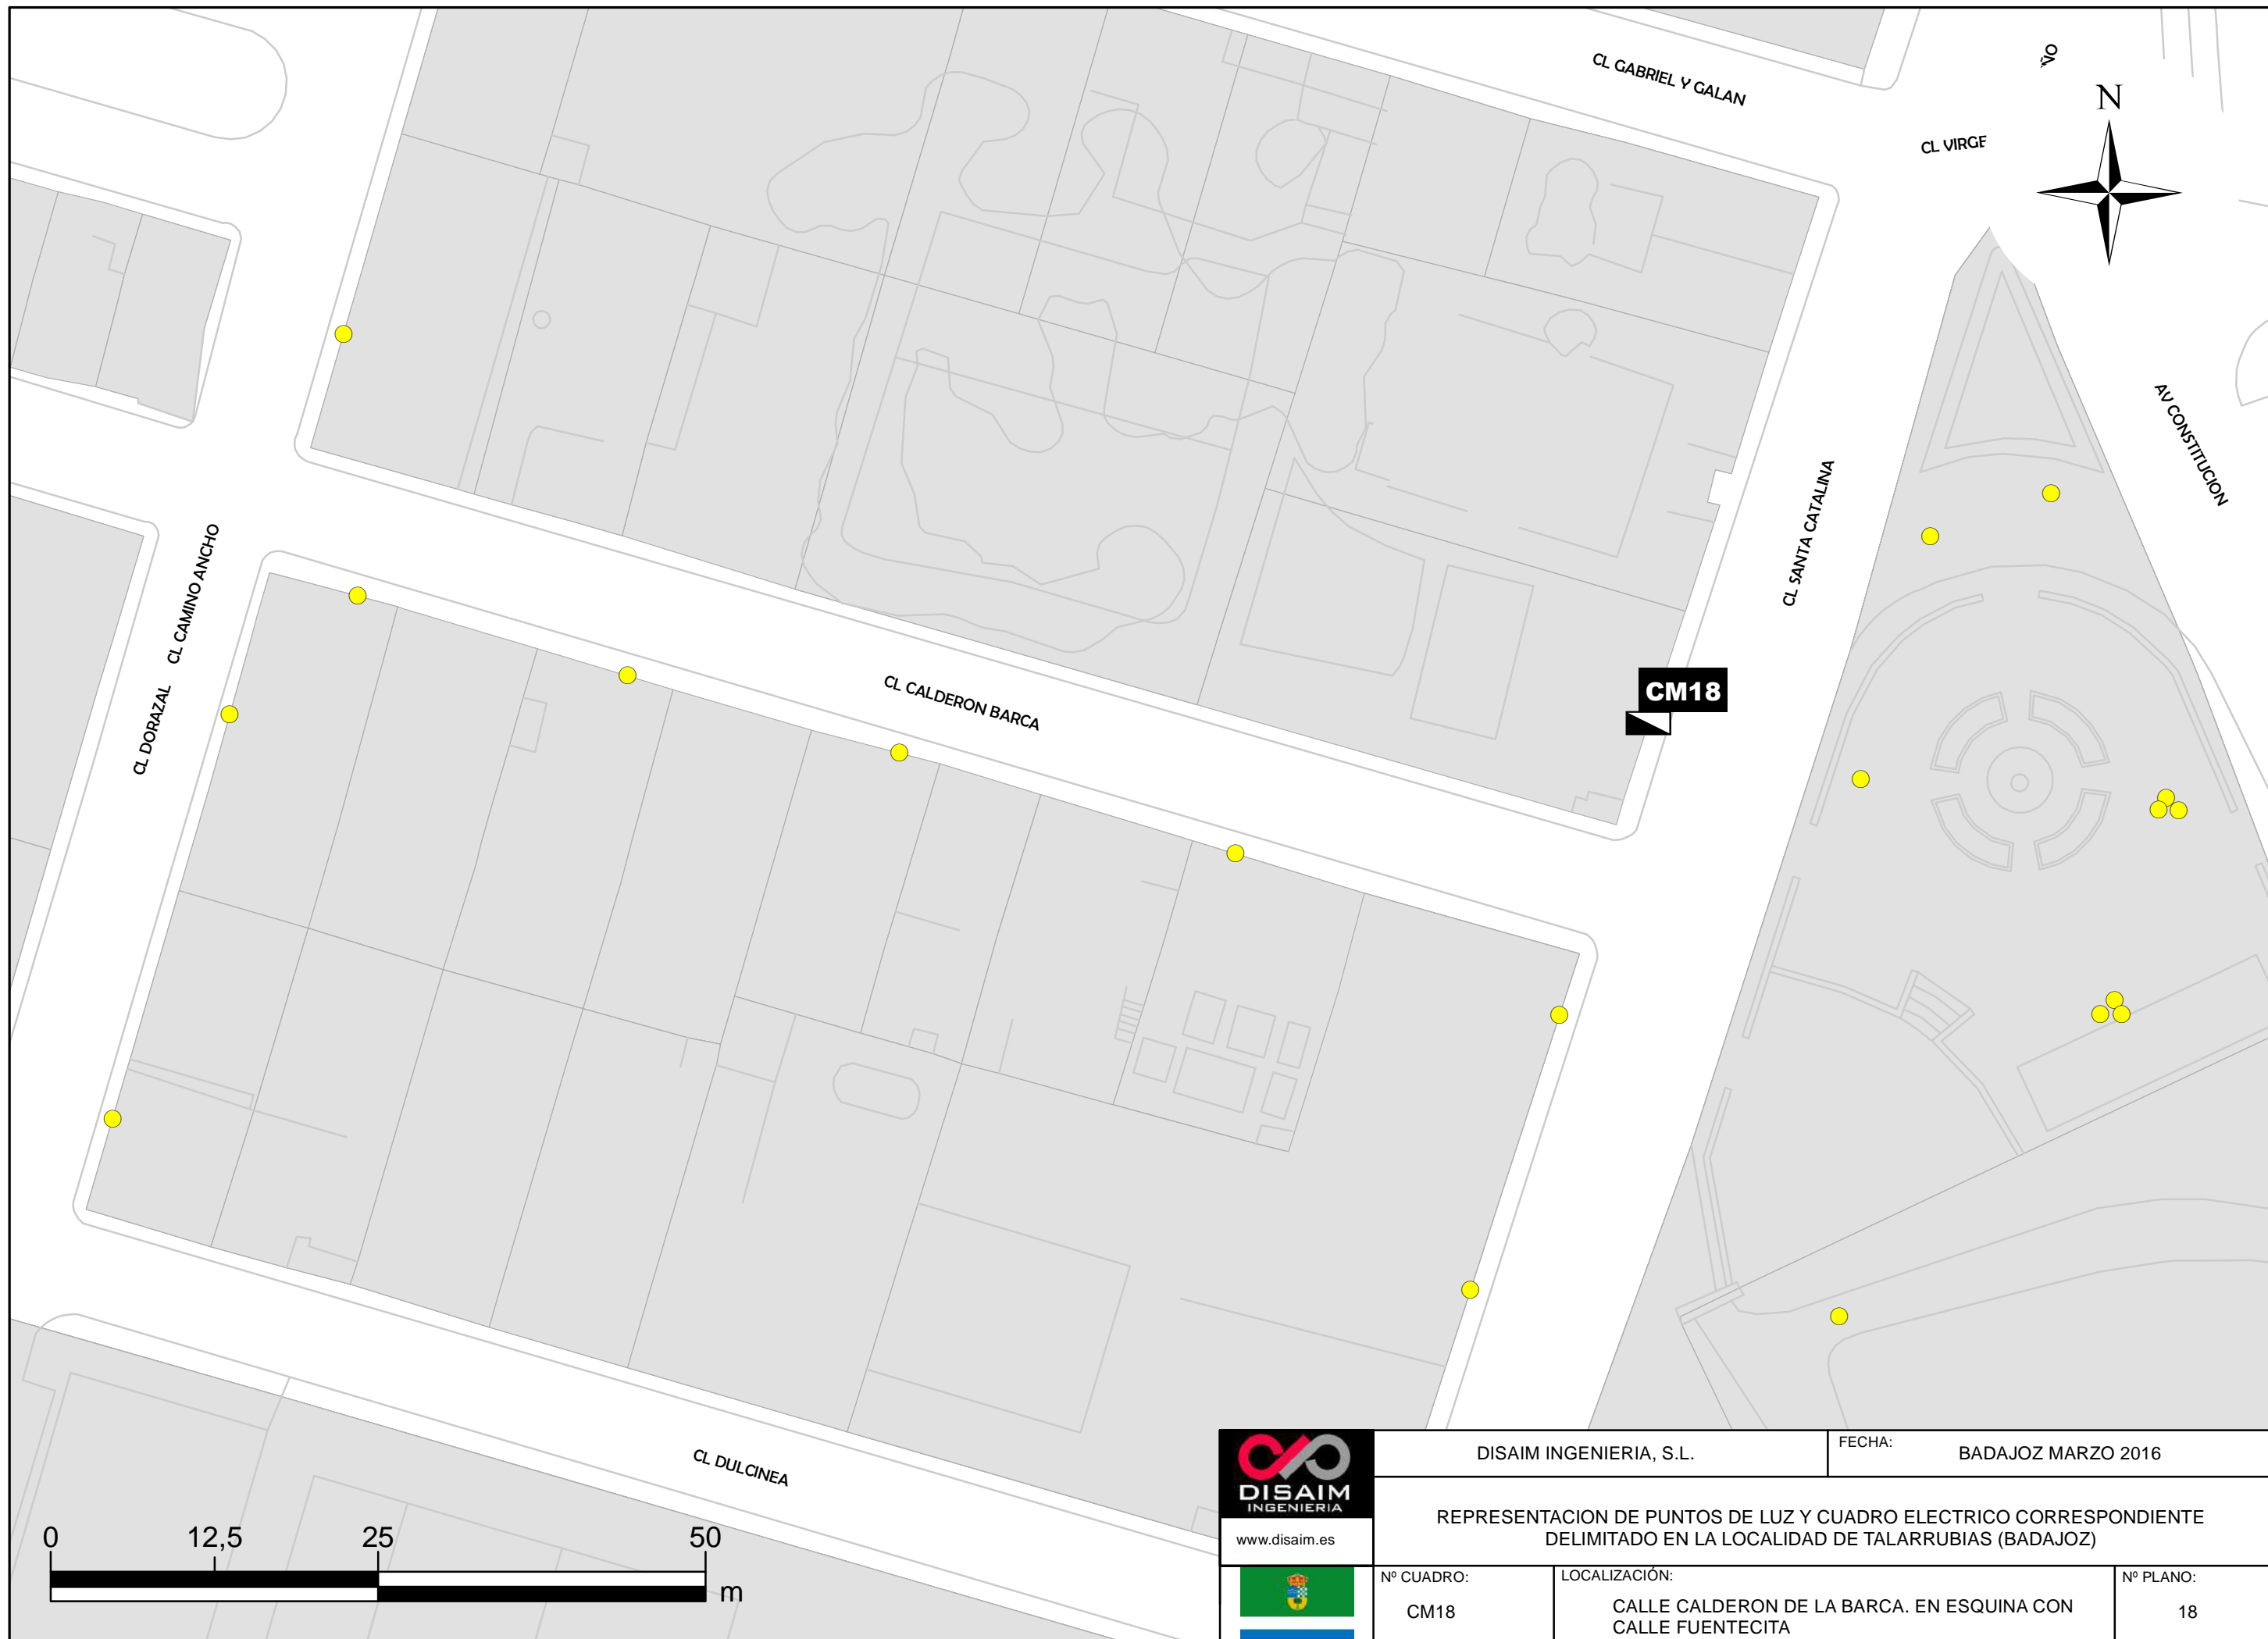 CL GABRIEL Y GALAN
CL VIRGE
N
AV CONSTITUCION
CL SANTA CATALINA
CL CAMINO ANCHO
CL DORAZAL
CL CALDERON BARCA
CM18
CL DULCINEA
0 12,5 25 50
m
DISAIM
INGENIERIA
www.disaim.es
DISAIM INGENIERIA, S.L.
FECHA:
BADAJOZ MARZO 2016
REPRESENTACION DE PUNTOS DE LUZ Y CUADRO ELECTRICO CORRESPONDIENTE
DELIMITADO EN LA LOCALIDAD DE TALARRUBIAS (BADAJOZ)
Nº CUADRO:
CM18
LOCALIZACIÓN:
CALLE CALDERON DE LA BARCA. EN ESQUINA CON
CALLE FUENTECITA
Nº PLANO:
18